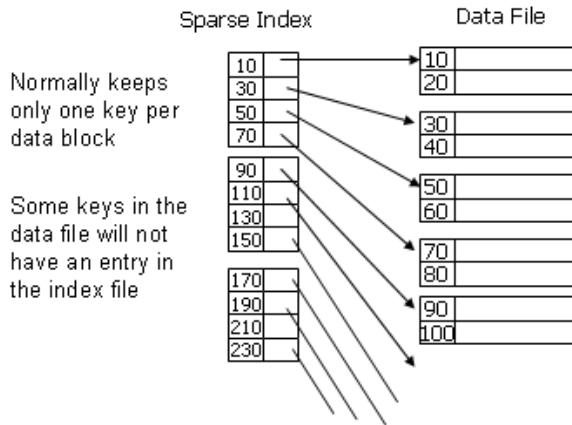 Sparse Index
Data File
Normally keeps
only one key per
data block
Some keys in the
data file will not
have an entry in
the index file
10
30
50
70
90
110
130
150
170
190
210
230
10
20
30
40
50
60
70
80
90
100